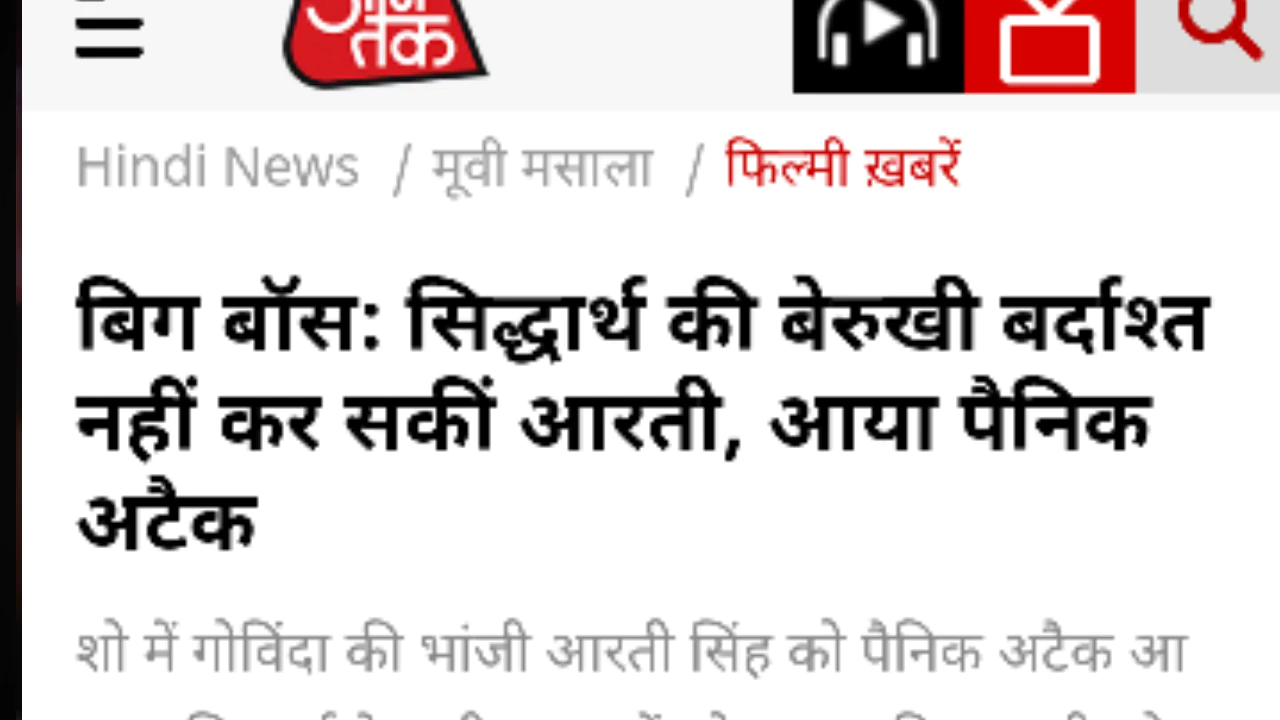 आज
तक
Hindi News / मूवी मसाला / फिल्मी ख़बरें
बिग बॉस: सिद्धार्थ की बेरुखी बर्दाश्त
नहीं कर सकीं आरती, आया पैनिक
अटैक
शो में गोविंदा की भांजी आरती सिंह को पैनिक अटैक आ